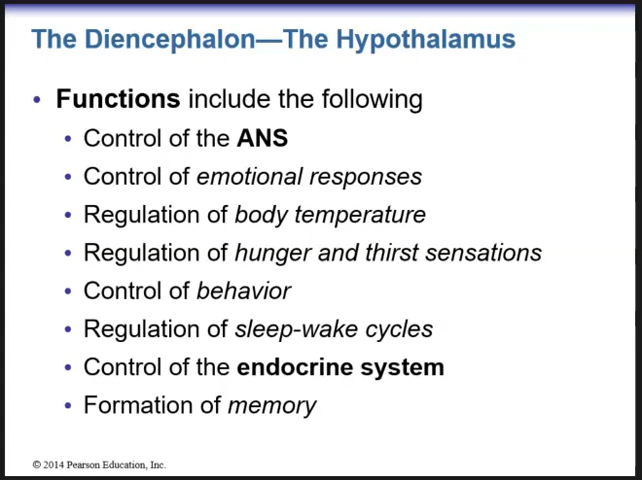 The Diencephalon—The Hypothalamus
• Functions include the following
• Control of the ANS
• Control of emotional responses
• Regulation of body temperature
• Regulation of hunger and thirst sensations
• Control of behavior
• Regulation of sleep-wake cycles
• Control of the endocrine system
• Formation of memory
© 2014 Pearson Education, Inc.